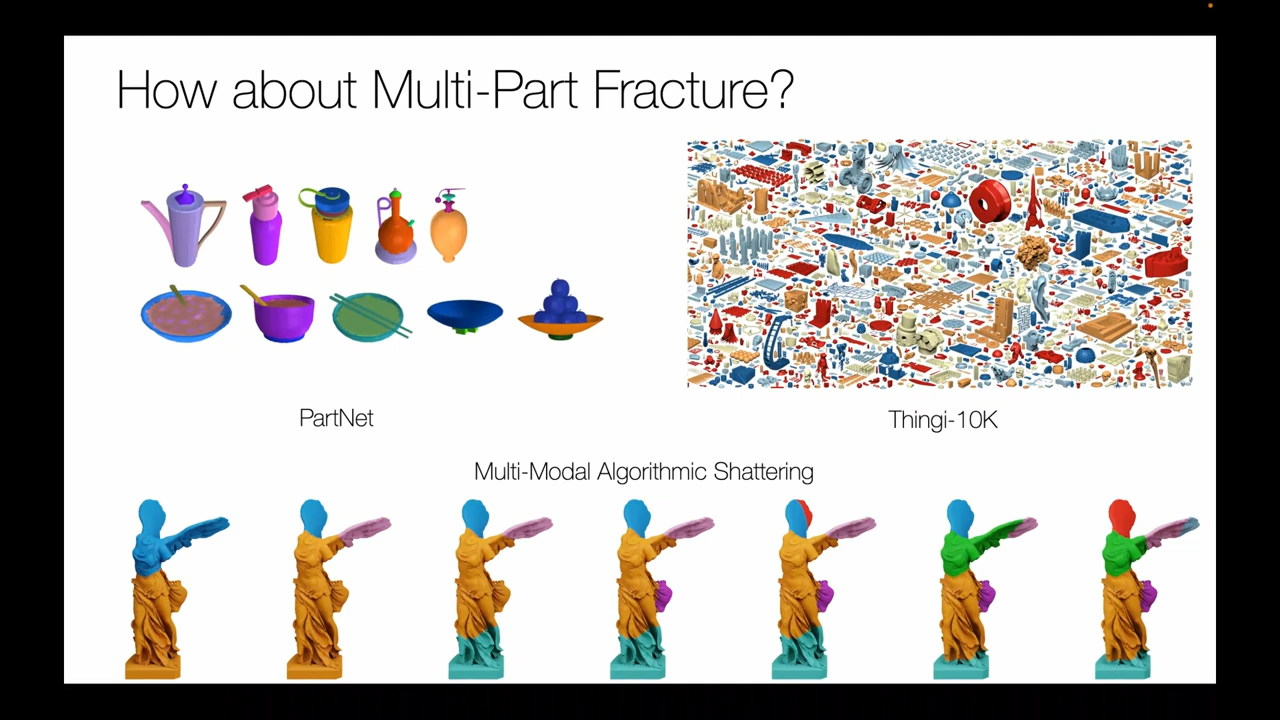 How about Multi-Part Fracture?
PartNet
Thingi-10K
Multi-Modal Algorithmic Shattering